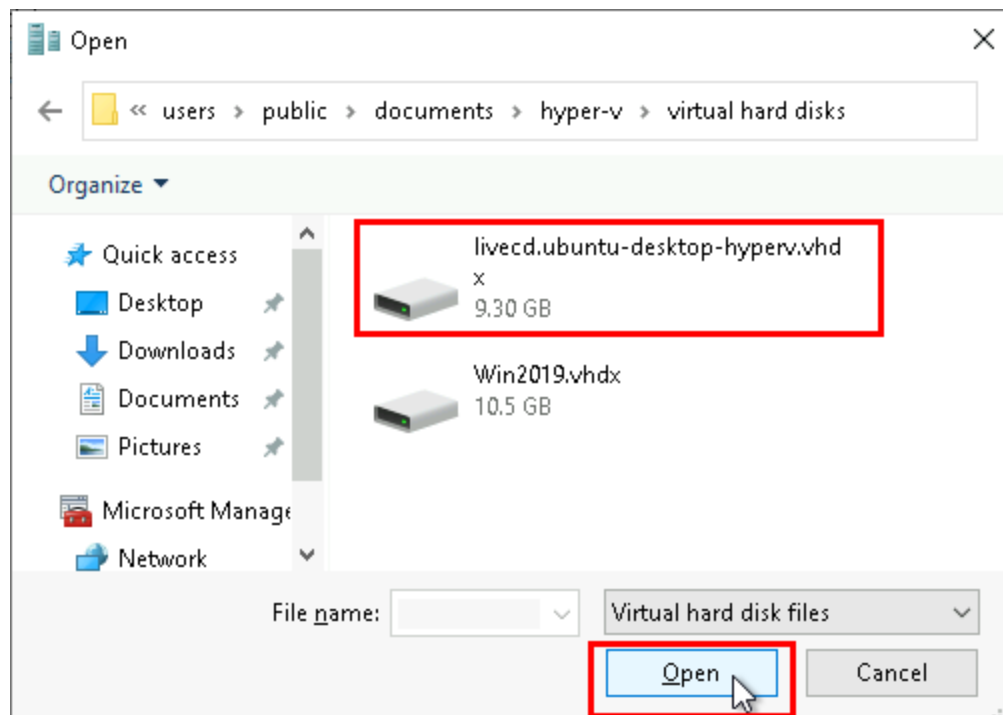 Open
« users > public > documents > hyper-v > virtual hard disks
Organize
Quick access
Desktop
Downloads
Documents
Pictures
Microsoft Manage
Network
livecd.ubuntu-desktop-hyperv.vhd
x
9.30 GB
Win2019.vhdx
10.5 GB
File name:
Virtual hard disk files
Open
Cancel